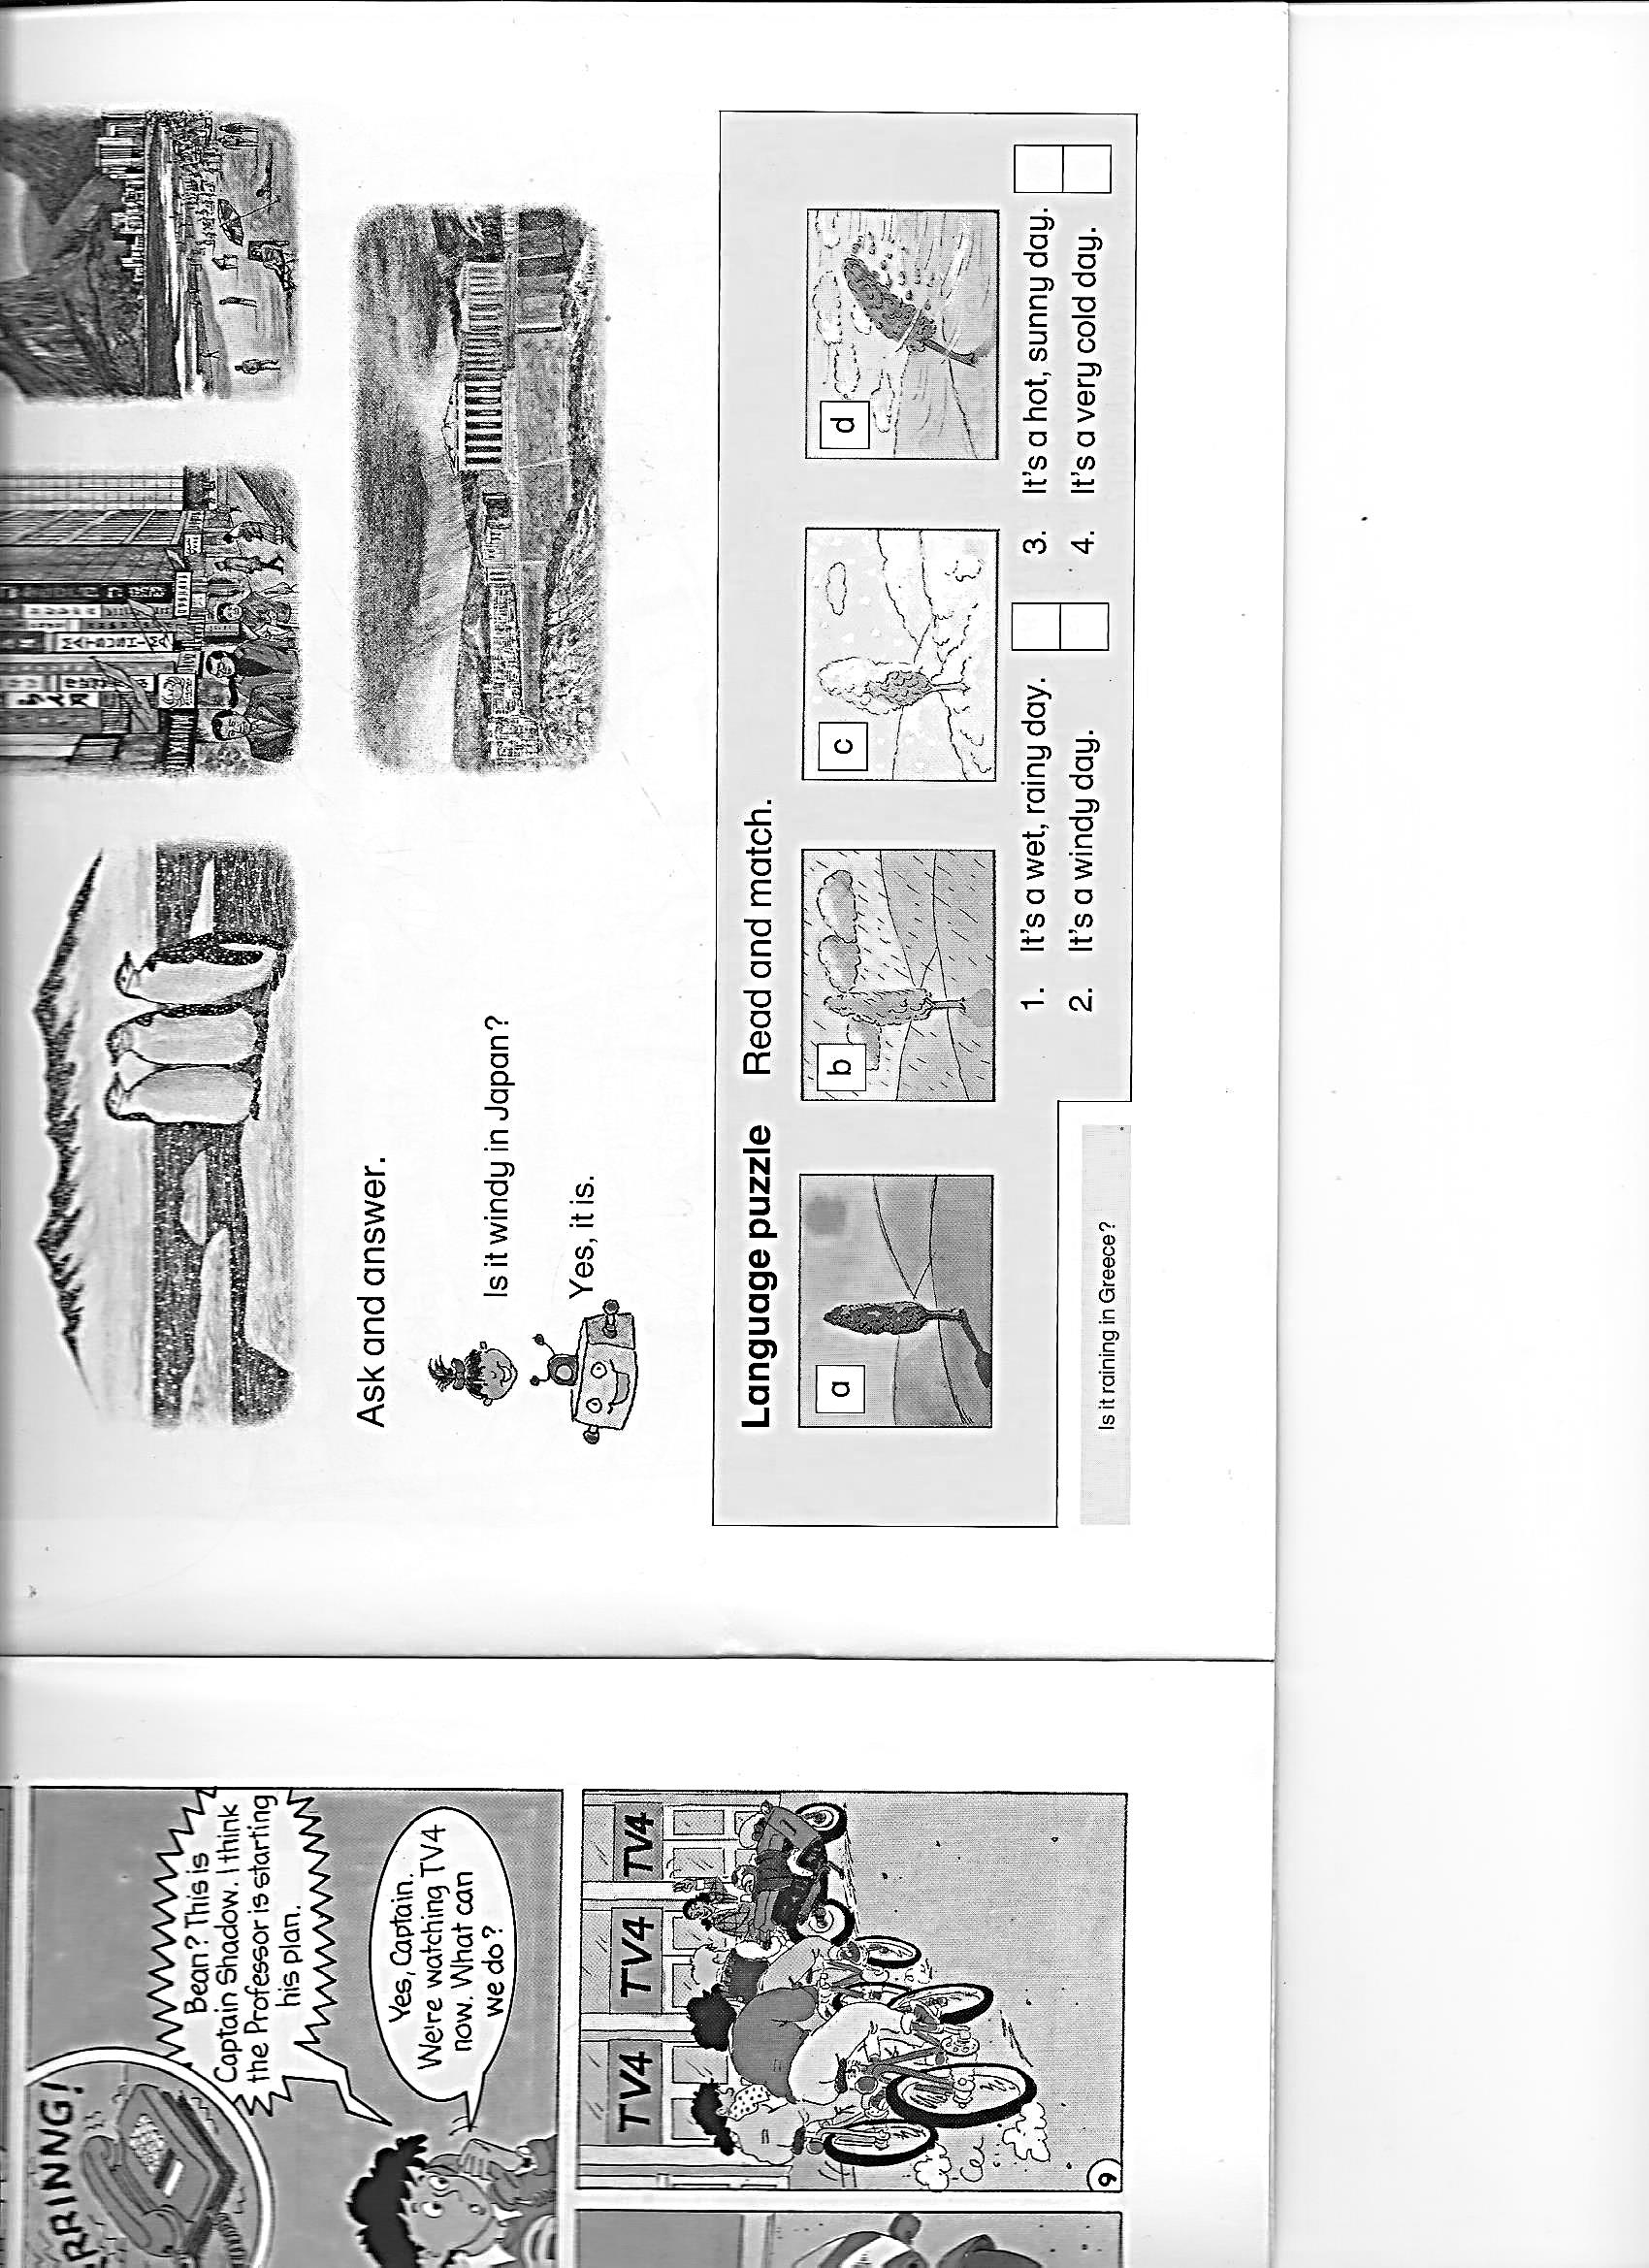 Ask and answer.
Is it windy in Japan?
Yes, it is.
Language puzzle Read and match.
a
b
c
d
1. It's a wet, rainy day.
2. It's a windy day.
3. It's a hot, sunny day.
4. It's a very cold day.
Is it raining in Greece?
RRING!
Bean? This is
Captain Shadow. I think
the Professor is starting
his plan.
Yes, Captain.
We're watching TV4
now. What can
we do?
TV4
TV4
TV4
9